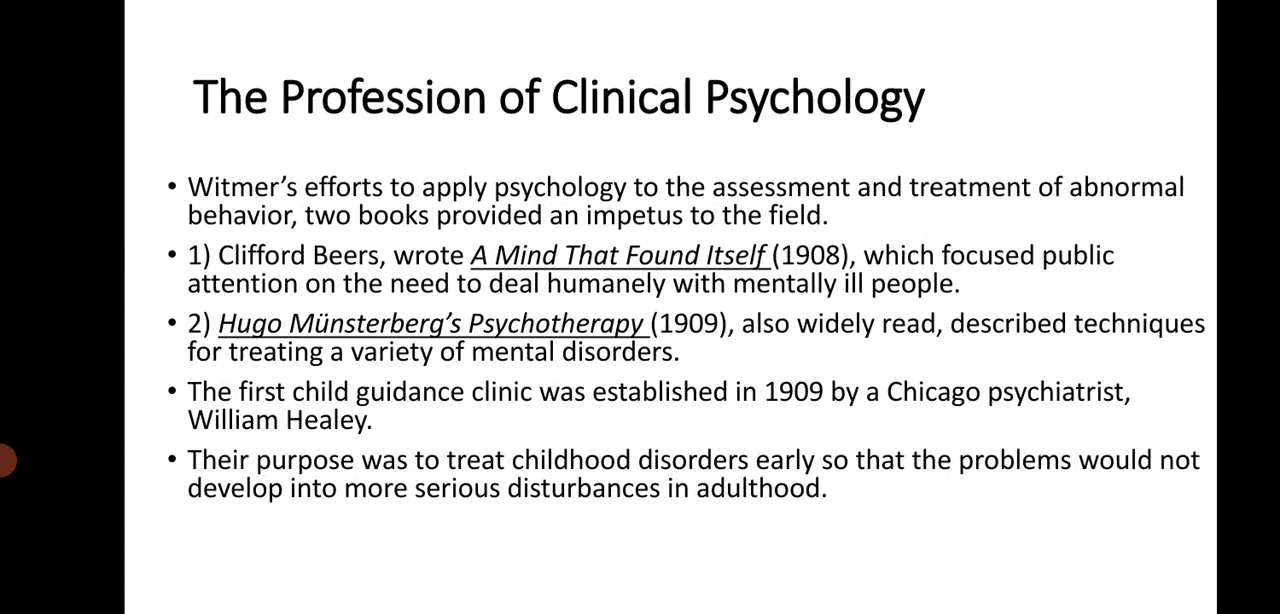 The Profession of Clinical Psychology
• Witmer’s efforts to apply psychology to the assessment and treatment of abnormal
behavior, two books provided an impetus to the field.
• 1) Clifford Beers, wrote A Mind That Found Itself (1908), which focused public
attention on the need to deal humanely with mentally ill people.
• 2) Hugo Münsterberg’s Psychotherapy (1909), also widely read, described techniques
for treating a variety of mental disorders.
• The first child guidance clinic was established in 1909 by a Chicago psychiatrist,
William Healey.
• Their purpose was to treat childhood disorders early so that the problems would not
develop into more serious disturbances in adulthood.